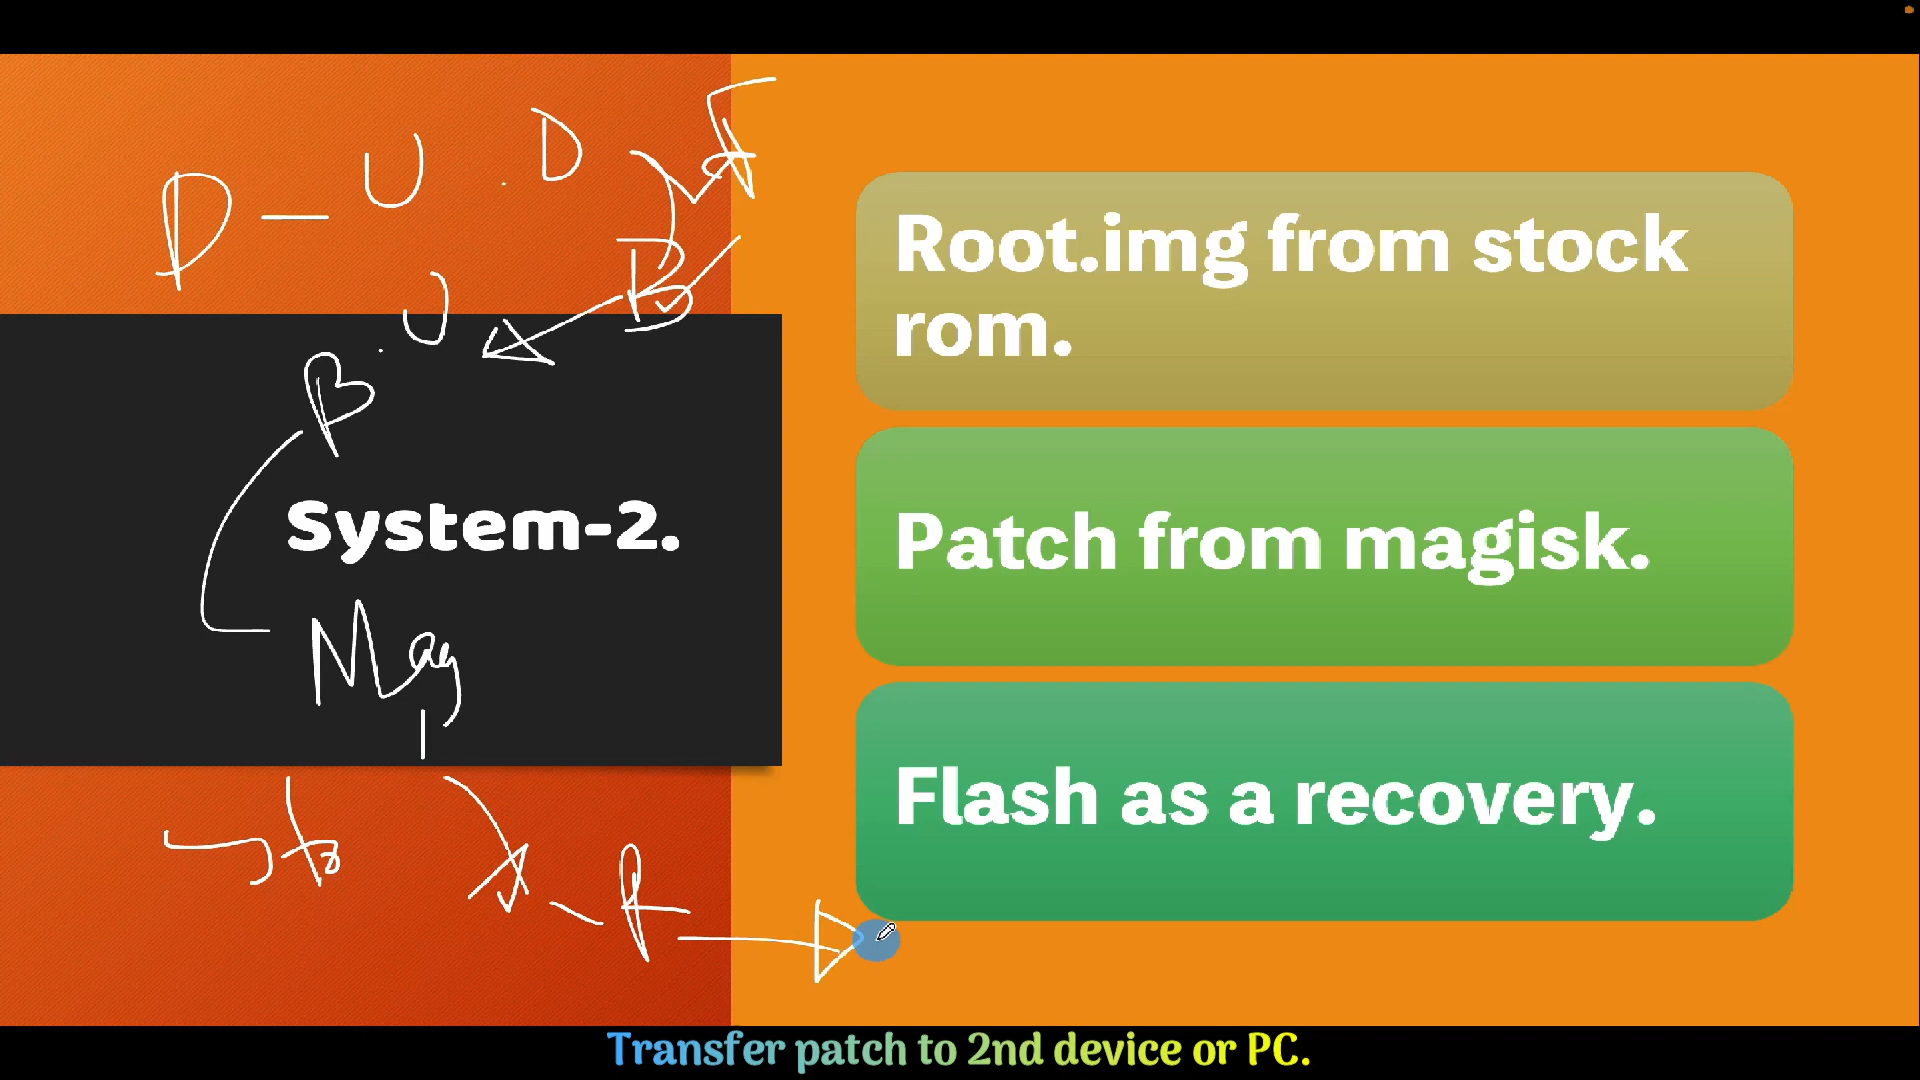 D - U . D
B
B . U
System-2.
Mag
R
Root.img from stock
rom.
Patch from magisk.
Flash as a recovery.
Transfer patch to 2nd device or PC.